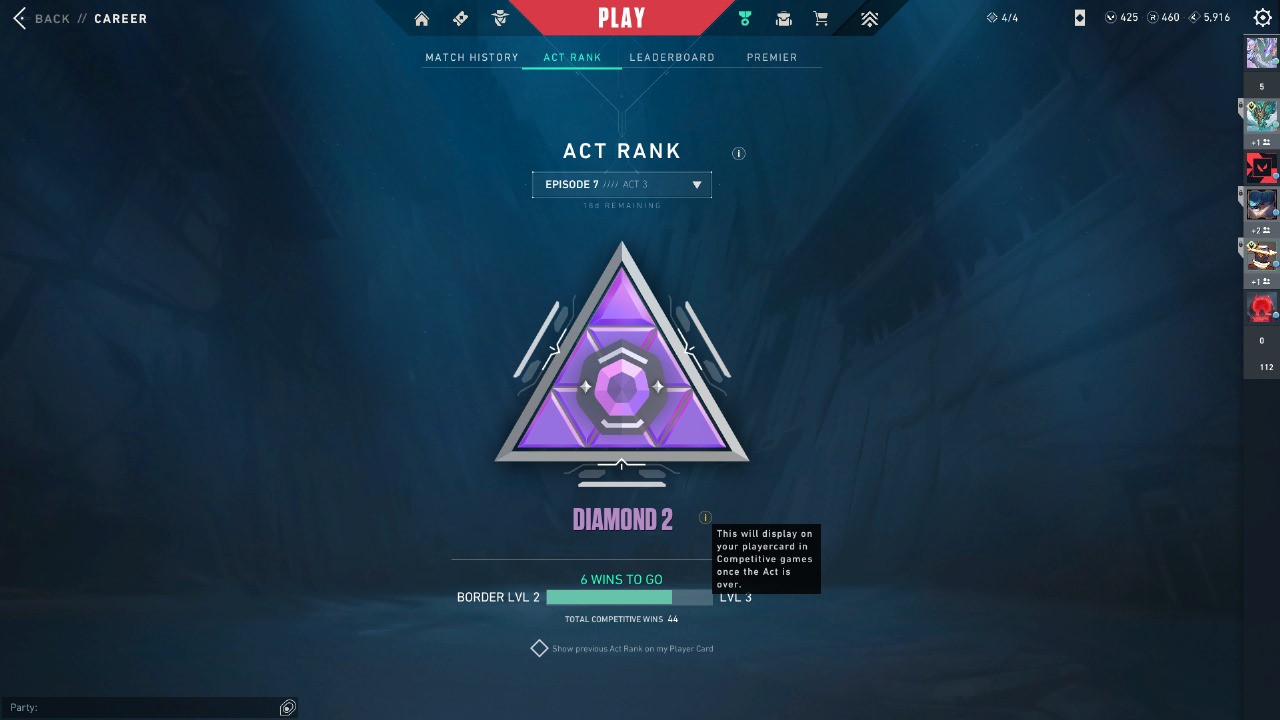 BACK // CAREER
PLAY
4/4
425
460
5,916
MATCH HISTORY
ACT RANK
LEADERBOARD
PREMIER
ACT RANK
EPISODE 7 //// ACT 3
18d REMAINING
DIAMOND 2
This will display on
your playercard in
Competitive games
once the Act is
over.
6 WINS TO GO
BORDER LVL 2
LVL 3
TOTAL COMPETITIVE WINS 44
Show previous Act Rank on my Player Card
5
+1
+2
+1
0
112
Party: